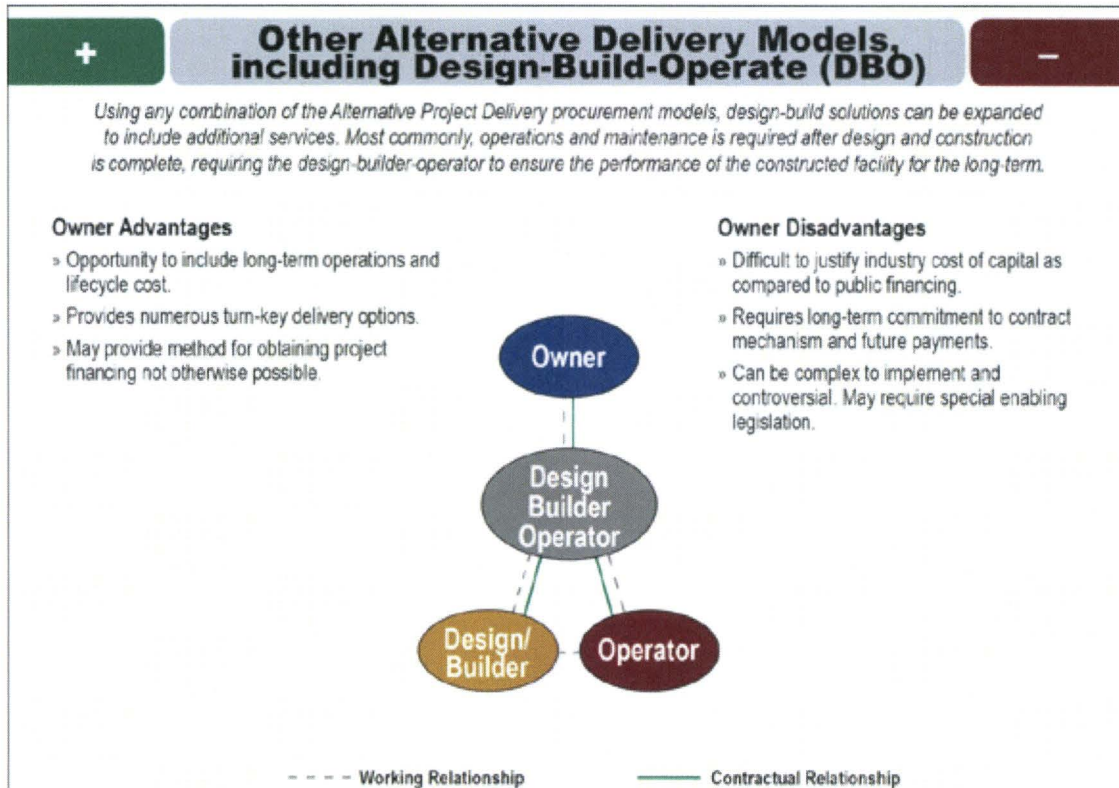 +
Other Alternative Delivery Models,
including Design-Build-Operate (DBO)
–
Using any combination of the Alternative Project Delivery procurement models, design-build solutions can be expanded
to include additional services. Most commonly, operations and maintenance is required after design and construction
is complete, requiring the design-builder-operator to ensure the performance of the constructed facility for the long-term.
Owner Advantages
» Opportunity to include long-term operations and
lifecycle cost.
» Provides numerous turn-key delivery options.
» May provide method for obtaining project
financing not otherwise possible.
Owner Disadvantages
» Difficult to justify industry cost of capital as
compared to public financing.
» Requires long-term commitment to contract
mechanism and future payments.
» Can be complex to implement and
controversial. May require special enabling
legislation.
Owner
Design
Builder
Operator
Design/
Builder
Operator
Working Relationship
Contractual Relationship